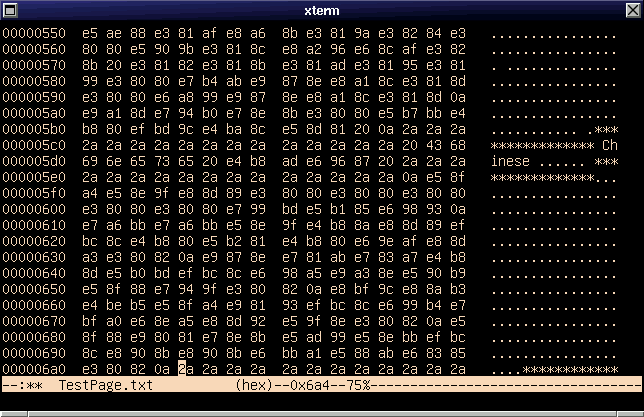 xterm
00000550 e5 ae 88 e3 81 af e8 a6 8b e3 81 9a e3 82 84 e3 ................
00000560 80 80 e5 90 9b e3 81 8c e8 a2 96 e6 8c af e3 82 ................
00000570 8b 20 e3 81 82 e3 81 8b e3 81 ad e3 81 95 e3 81 . ..............
00000580 99 e3 80 80 e7 b4 ab e9 87 8e e8 a1 8c e3 81 8d ................
00000590 e3 80 80 e6 a8 99 e9 87 8e e8 a1 8c e3 81 8d 0a ................
000005a0 e9 a1 8d e7 94 b0 e7 8e 8b e3 80 80 e5 b7 bb e4 ................
000005b0 b8 80 ef bd 9c e4 ba 8c e5 8d 81 20 0a 2a 2a 2a ........... .***
000005c0 2a 2a 2a 2a 2a 2a 2a 2a 2a 2a 2a 2a 2a 20 43 68 ************* Ch
000005d0 69 6e 65 73 65 20 e4 b8 ad e6 96 87 20 2a 2a 2a inese ...... ***
000005e0 2a 2a 2a 2a 2a 2a 2a 2a 2a 2a 2a 2a 2a 0a e5 8f *************...
000005f0 a4 e5 8e 9f e8 8d 89 e3 80 80 e3 80 80 e3 80 80 ................
00000600 e3 80 80 e3 80 80 e7 99 bd e5 b1 85 e6 98 93 0a ................
00000610 e7 a6 bb e7 a6 bb e5 8e 9f e4 b8 8a e8 8d 89 ef ................
00000620 bc 8c e4 b8 80 e5 b2 81 e4 b8 80 e6 9e af e8 8d ................
00000630 a3 e3 80 82 0a e9 87 8e e7 81 ab e7 83 a7 e4 b8 ................
00000640 8d e5 b0 bd ef bc 8c e6 98 a5 e9 a3 8e e5 90 b9 ................
00000650 e5 8f 88 e7 94 9f e3 80 82 0a e8 bf 9c e8 8a b3 ................
00000660 e4 be b5 e5 8f a4 e9 81 93 ef bc 8c e6 99 b4 e7 ................
00000670 bf a0 e6 8e a5 e8 8d 92 e5 9f 8e e3 80 82 0a e5 ................
00000680 8f 88 e9 80 81 e7 8e 8b e5 ad 99 e5 8e bb ef bc ................
00000690 8c e8 90 8b e8 90 8b e6 bb a1 e5 88 ab e6 83 85 ................
000006a0 e3 80 82 0a 2a 2a 2a 2a 2a 2a 2a 2a 2a 2a 2a 2a ....************
--:** TestPage.txt (hex)--0x6a4--75%----------------------------------